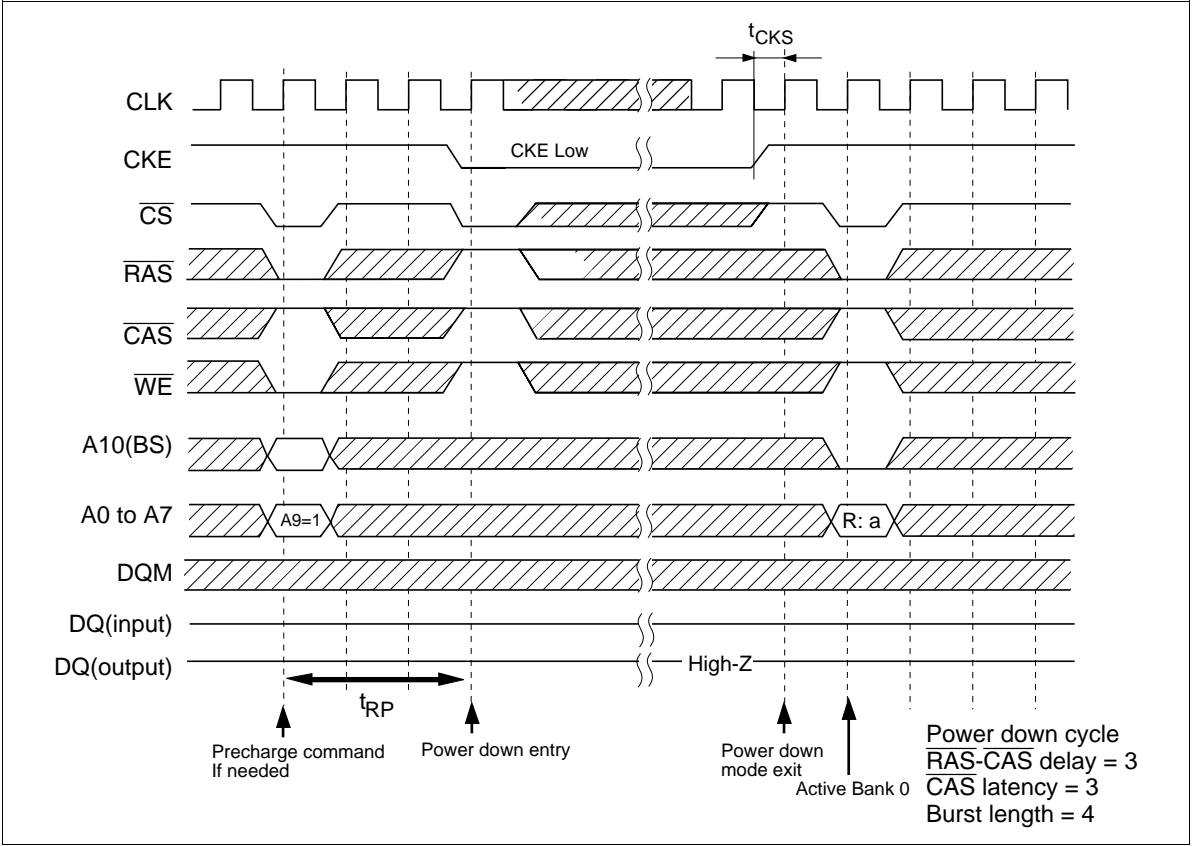 tCKS
CLK
CKE
CKE Low
CS
RAS
CAS
WE
A10(BS)
A0 to A7
A9=1
R: a
DQM
DQ(input)
DQ(output)
High-Z
tRP
Precharge command
If needed
Power down entry
Power down
mode exit
Active Bank 0
Power down cycle
RAS-CAS delay = 3
CAS latency = 3
Burst length = 4